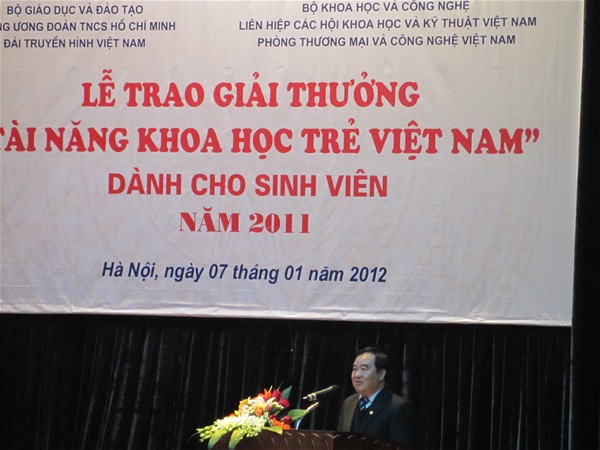 BỘ GIÁO DỤC VÀ ĐÀO TẠO
ƯƠNG ĐOÀN TNCS HỒ CHÍ MINH
ĐÀI TRUYỀN HÌNH VIỆT NAM
BỘ KHOA HỌC VÀ CÔNG NGHỆ
LIÊN HIỆP CÁC HỘI KHOA HỌC VÀ KỸ THUẬT VIỆT NAM
PHÒNG THƯƠNG MẠI VÀ CÔNG NGHIỆP VIỆT NAM
LỄ TRAO GIẢI THƯỞNG
TÀI NĂNG KHOA HỌC TRẺ VIỆT NAM”
DÀNH CHO SINH VIÊN
NĂM 2011
Hà Nội, ngày 07 tháng 01 năm 2012